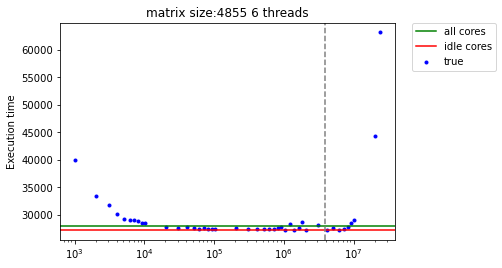 matrix size:4855 6 threads
all cores
idle cores
true
Execution time
60000
55000
50000
45000
40000
35000
30000
10³ 10⁴ 10⁵ 10⁶ 10⁷